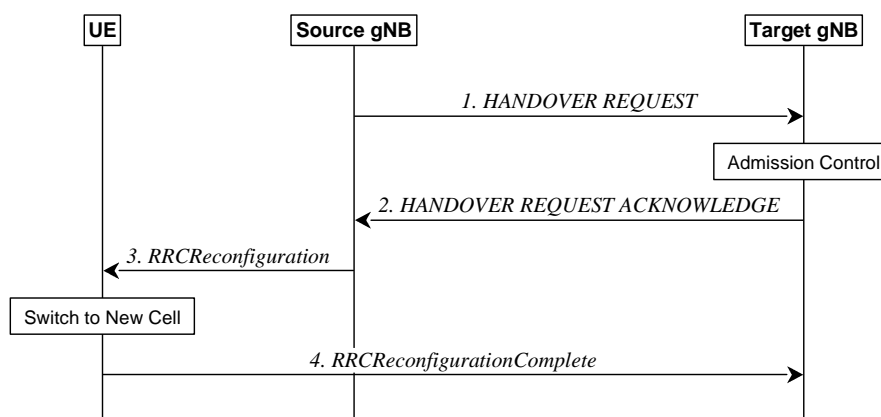 UE
Source gNB
Target gNB
1. HANDOVER REQUEST
Admission Control
2. HANDOVER REQUEST ACKNOWLEDGE
3. RRCReconfiguration
Switch to New Cell
4. RRCReconfigurationComplete